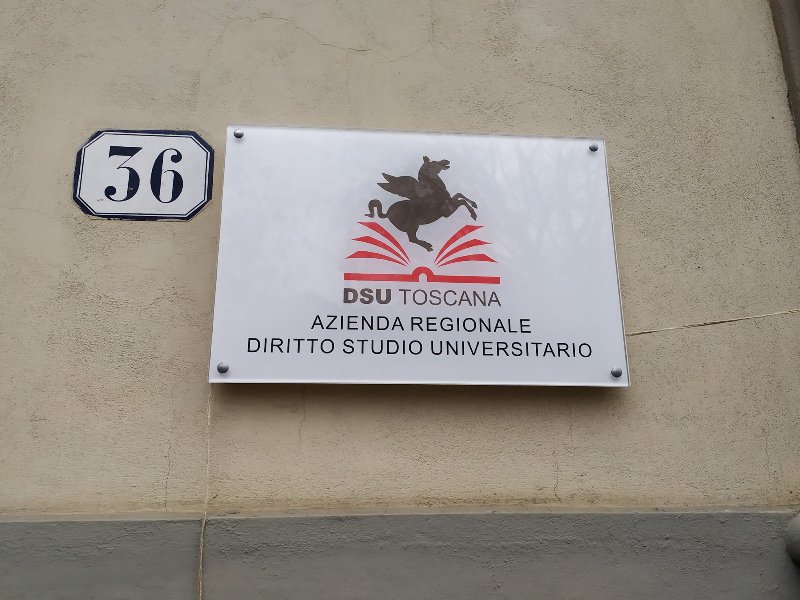 36
DSU TOSCANA
AZIENDA REGIONALE
DIRITTO STUDIO UNIVERSITARIO